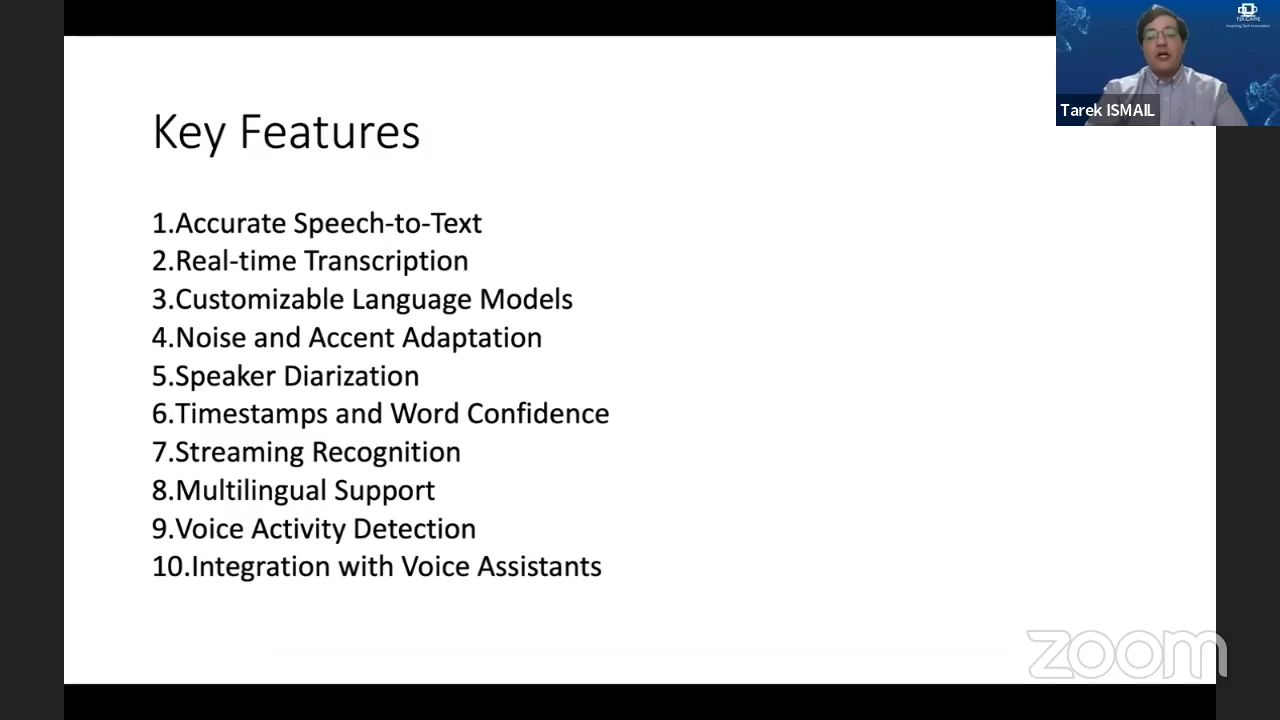 Key Features
1.Accurate Speech-to-Text
2.Real-time Transcription
3.Customizable Language Models
4.Noise and Accent Adaptation
5.Speaker Diarization
6.Timestamps and Word Confidence
7.Streaming Recognition
8.Multilingual Support
9.Voice Activity Detection
10.Integration with Voice Assistants
Tarek ISMAIL
zoom